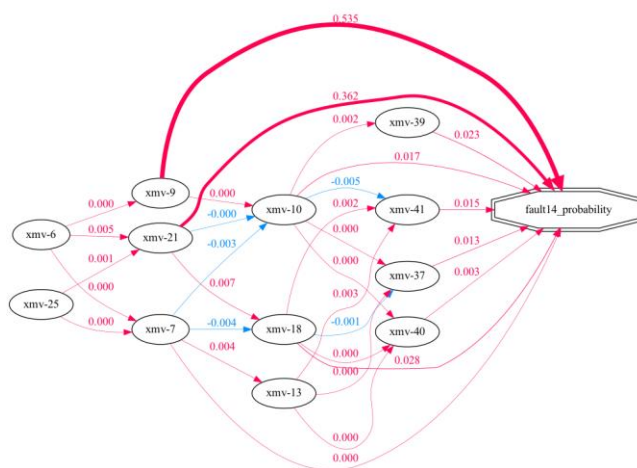 0.535
0.362
xmv-39
0.002
0.023
xmv-9
0.017
0.000
0.000
-0.005
xmv-10
xmv-41
0.015
fault14_probability
xmv-6
0.005
xmv-21
-0.000
0.002
-0.003
0.000
0.013
0.001
xmv-37
xmv-25
0.000
0.007
0.000
0.003
0.003
0.000
xmv-7
-0.004
xmv-18
-0.001
xmv-40
0.004
0.000
0.028
0.000
xmv-13
0.000
0.000